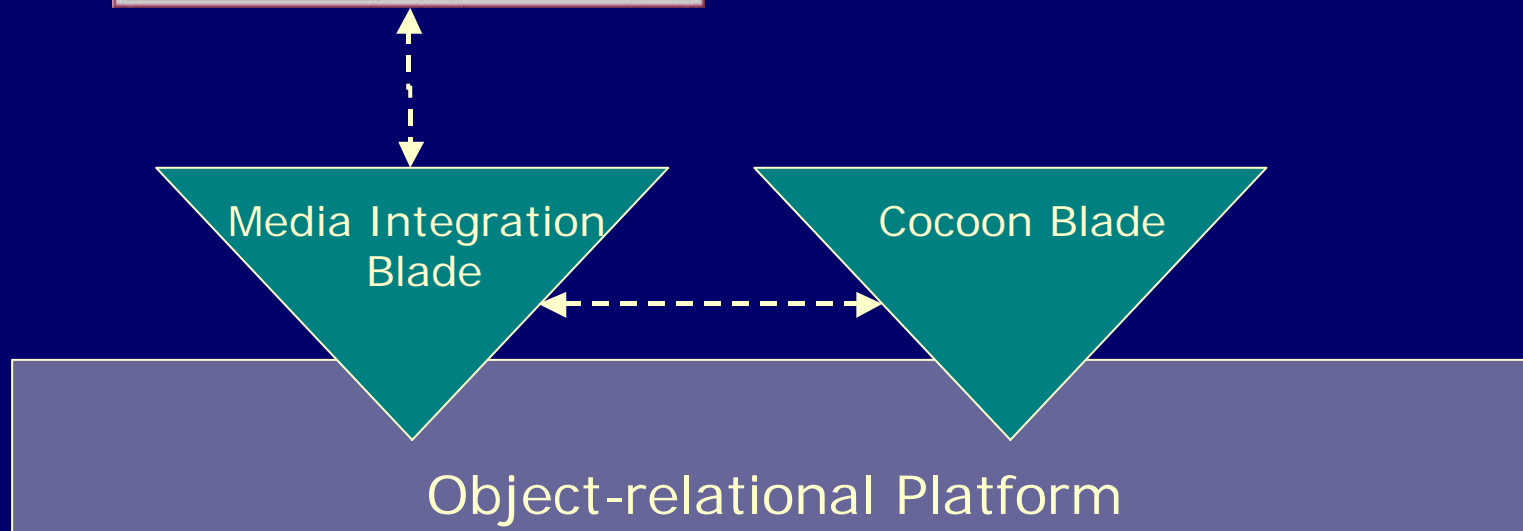 Media Integration
Blade
Cocoon Blade
Object-relational Platform